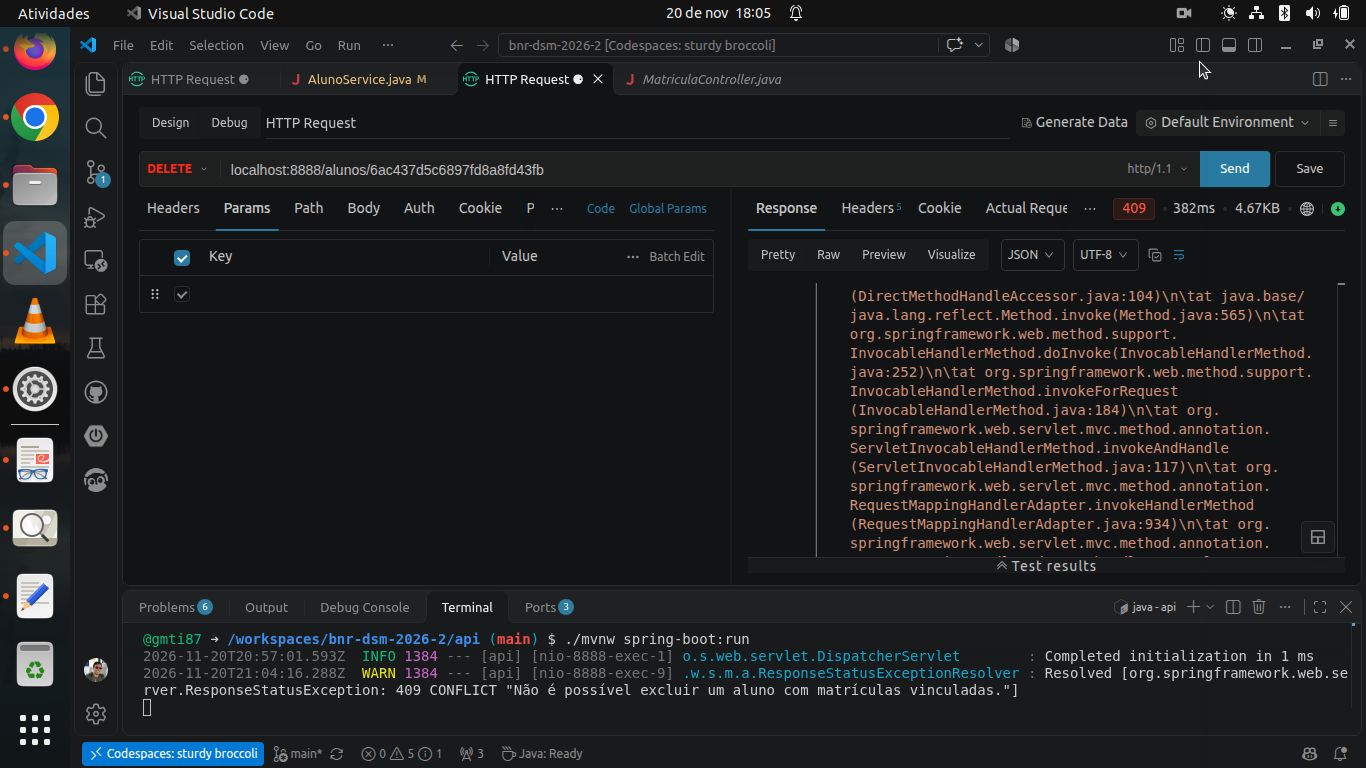 Atividades
Visual Studio Code
20 de nov 18:05
File Edit Selection View Go Run ···
bnr-dsm-2026-2 [Codespaces: sturdy broccoli]
HTTP Request
AlunoService.java M
HTTP Request
MatriculaController.java
Design Debug HTTP Request
Generate Data
Default Environment
DELETE
localhost:8888/alunos/6ac437d5c6897fd8a8fd43fb
http/1.1
Send
Save
Headers Params Path Body Auth Cookie P ···
Code Global Params
Key Value ··· Batch Edit
Response Headers 5 Cookie Actual Reque ···
409 382ms 4.67KB
Pretty Raw Preview Visualize
JSON UTF-8
(DirectMethodHandleAccessor.java:104)\n\tat java.base/
java.lang.reflect.Method.invoke(Method.java:565)\n\tat
org.springframework.web.method.support.
InvocableHandlerMethod.doInvoke(InvocableHandlerMethod.
java:252)\n\tat org.springframework.web.method.support.
InvocableHandlerMethod.invokeForRequest
(InvocableHandlerMethod.java:184)\n\tat org.
springframework.web.servlet.mvc.method.annotation.
ServletInvocableHandlerMethod.invokeAndHandle
(ServletInvocableHandlerMethod.java:117)\n\tat org.
springframework.web.servlet.mvc.method.annotation.
RequestMappingHandlerAdapter.invokeHandlerMethod
(RequestMappingHandlerAdapter.java:934)\n\tat org.
springframework.web.servlet.mvc.method.annotation.
Test results
Problems 6 Output Debug Console Terminal Ports 3
java - api
@gmti87 → /workspaces/bnr-dsm-2026-2/api (main) $ ./mvnw spring-boot:run
2026-11-20T20:57:01.593Z INFO 1384 --- [api] [nio-8888-exec-1] o.s.web.servlet.DispatcherServlet : Completed initialization in 1 ms
2026-11-20T21:04:16.288Z WARN 1384 --- [api] [nio-8888-exec-9] .w.s.m.a.ResponseStatusExceptionResolver : Resolved [org.springframework.web.se
rver.ResponseStatusException: 409 CONFLICT "Não é possível excluir um aluno com matrículas vinculadas."]
Codespaces: sturdy broccoli
main*
0 5 1
3
Java: Ready